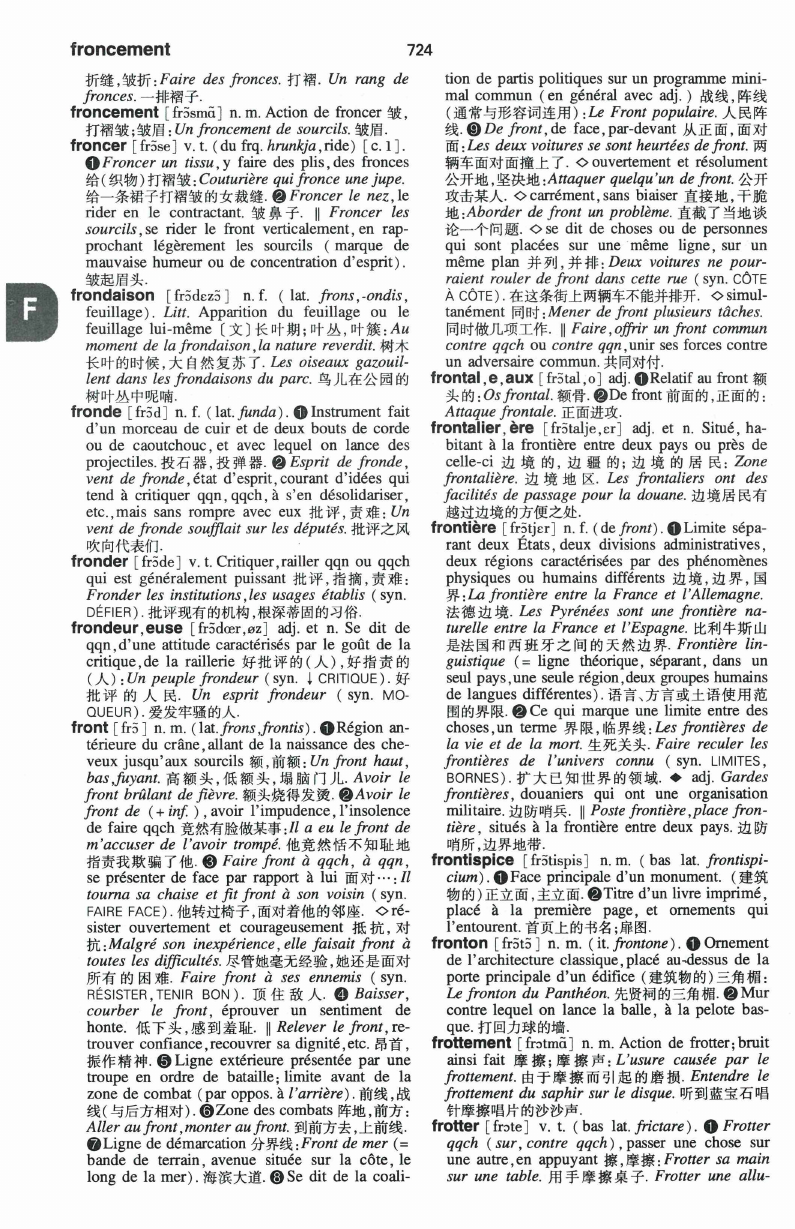 froncement
724
折缝,皱折:Faire des fronces. 打褶. Un rang de
fronces. 一排褶子.
froncement [frɔ̃smɑ̃] n. m. Action de froncer 皱,
打褶皱;皱眉:Un froncement de sourcils. 皱眉.
froncer [frɔ̃se] v. t. (du frq. hrunkja,ride) [c. 1].
❶Froncer un tissu,y faire des plis,des fronces
给(织物)打褶皱:Couturière qui fronce une jupe.
给一条裙子打褶皱的女裁缝. ❷Froncer le nez,le
rider en le contractant. 皱鼻子. ‖ Froncer les
sourcils,se rider le front verticalement,en rap-
prochant légèrement les sourcils ( marque de
mauvaise humeur ou de concentration d'esprit).
皱起眉头.
frondaison [frɔ̃dɛzɔ̃] n. f. ( lat. frons,-ondis,
feuillage). Litt. Apparition du feuillage ou le
feuillage lui-même〔文〕长叶期;叶丛,叶簇:Au
moment de la frondaison,la nature reverdit. 树木
长叶的时候,大自然复苏了. Les oiseaux gazouil-
lent dans les frondaisons du parc. 鸟儿在公园的
树叶丛中呢喃.
fronde [frɔ̃d] n. f. (lat. funda). ❶Instrument fait
d'un morceau de cuir et de deux bouts de corde
ou de caoutchouc, et avec lequel on lance des
projectiles. 投石器,投弹器. ❷Esprit de fronde,
vent de fronde,état d'esprit,courant d'idées qui
tend à critiquer qqn,qqch,à s'en désolidariser,
etc.,mais sans rompre avec eux 批评,责难:Un
vent de fronde soufflait sur les députés. 批评之风
吹向代表们.
fronder [frɔ̃de] v. t. Critiquer,railler qqn ou qqch
qui est généralement puissant 批评,指摘,责难:
Fronder les institutions,les usages établis ( syn.
DÉFIER). 批评现有的机构,根深蒂固的习俗.
frondeur,euse [frɔ̃dœr,øz] adj. et n. Se dit de
qqn,d'une attitude caractérisés par le goût de la
critique,de la raillerie 好批评的(人),好指责的
(人):Un peuple frondeur (syn. ↓ CRITIQUE). 好
批评的人民. Un esprit frondeur ( syn. MO-
QUEUR). 爱发牢骚的人.
front [frɔ̃] n. m. (lat. frons,frontis). ❶Région an-
térieure du crâne,allant de la naissance des che-
veux jusqu'aux sourcils 额,前额:Un front haut,
bas,fuyant. 高额头,低额头,塌脑门儿. Avoir le
front brûlant de fièvre. 额头烧得发烫. ❷Avoir le
front de (+ inf. ) , avoir l'impudence, l'insolence
de faire qqch 竟然有脸做某事:Il a eu le front de
m'accuser de l'avoir trompé. 他竟然恬不知耻地
指责我欺骗了他. ❸ Faire front à qqch, à qqn,
se présenter de face par rapport à lui 面对…:Il
tourna sa chaise et fit front à son voisin ( syn.
FAIRE FACE). 他转过椅子,面对着他的邻座. ◇ré-
sister ouvertement et courageusement 抵抗,对
抗:Malgré son inexpérience,elle faisait front à
toutes les difficultés. 尽管她毫无经验,她还是面对
所有的困难. Faire front à ses ennemis ( syn.
RÉSISTER,TENIR BON). 顶住敌人. ❹ Baisser,
courber le front, éprouver un sentiment de
honte. 低下头,感到羞耻. ‖ Relever le front,re-
trouver confiance,recouvrer sa dignité,etc. 昂首,
振作精神. ❺Ligne extérieure présentée par une
troupe en ordre de bataille;limite avant de la
zone de combat (par oppos. à l'arrière). 前线,战
线(与后方相对). ❻Zone des combats 阵地,前方:
Aller au front,monter au front. 到前方去,上前线.
❼Ligne de démarcation 分界线:Front de mer (=
bande de terrain, avenue située sur la côte, le
long de la mer). 海滨大道. ❽Se dit de la coali-
tion de partis politiques sur un programme mini-
mal commun (en général avec adj. ) 战线,阵线
(通常与形容词连用):Le Front populaire. 人民阵
线. ❾De front,de face,par-devant 从正面,面对
面:Les deux voitures se sont heurtées de front. 两
辆车面对面撞上了. ◇ouvertement et résolument
公开地,坚决地:Attaquer quelqu'un de front. 公开
攻击某人. ◇carrément,sans biaiser 直接地,干脆
地:Aborder de front un problème. 直截了当地谈
论一个问题. ◇se dit de choses ou de personnes
qui sont placées sur une même ligne, sur un
même plan 并列,并排:Deux voitures ne pour-
raient rouler de front dans cette rue (syn. CÔTE
À CÔTE). 在这条街上两辆车不能并排开. ◇simul-
tanément 同时:Mener de front plusieurs tâches.
同时做几项工作. ‖ Faire,offrir un front commun
contre qqch ou contre qqn,unir ses forces contre
un adversaire commun. 共同对付.
frontal,e,aux [frɔ̃tal,o] adj. ❶Relatif au front 额
头的:Os frontal. 额骨. ❷De front 前面的,正面的:
Attaque frontale. 正面进攻.
frontalier,ère [frɔ̃talje,ɛr] adj. et n. Situé, ha-
bitant à la frontière entre deux pays ou près de
celle-ci 边境的,边疆的;边境的居民:Zone
frontalière. 边境地区. Les frontaliers ont des
facilités de passage pour la douane. 边境居民有
越过边境的方便之处.
frontière [frɔ̃tjɛr] n. f. (de front). ❶Limite sépa-
rant deux États, deux divisions administratives,
deux régions caractérisées par des phénomènes
physiques ou humains différents 边境,边界,国
界:La frontière entre la France et l'Allemagne.
法德边境. Les Pyrénées sont une frontière na-
turelle entre la France et l'Espagne. 比利牛斯山
是法国和西班牙之间的天然边界. Frontière lin-
guistique (= ligne théorique, séparant, dans un
seul pays,une seule région,deux groupes humains
de langues différentes). 语言、方言或土语使用范
围的界限. ❷Ce qui marque une limite entre des
choses,un terme 界限,临界线:Les frontières de
la vie et de la mort. 生死关头. Faire reculer les
frontières de l'univers connu ( syn. LIMITES,
BORNES). 扩大已知世界的领域. ◆ adj. Gardes
frontières, douaniers qui ont une organisation
militaire. 边防哨兵. ‖ Poste frontière,place fron-
tière, situés à la frontière entre deux pays. 边防
哨所,边界地带.
frontispice [frɔ̃tispis] n. m. ( bas lat. frontispi-
cium). ❶Face principale d'un monument. (建筑
物的)正立面,主立面. ❷Titre d'un livre imprimé,
placé à la première page, et ornements qui
l'entourent. 首页上的书名;扉图.
fronton [frɔ̃tɔ̃] n. m. (it. frontone). ❶ Ornement
de l'architecture classique,placé au-dessus de la
porte principale d'un édifice (建筑物的)三角楣:
Le fronton du Panthéon. 先贤祠的三角楣. ❷Mur
contre lequel on lance la balle, à la pelote bas-
que. 打回力球的墙.
frottement [frɔtmɑ̃] n. m. Action de frotter;bruit
ainsi fait 摩擦;摩擦声:L'usure causée par le
frottement. 由于摩擦而引起的磨损. Entendre le
frottement du saphir sur le disque. 听到蓝宝石唱
针摩擦唱片的沙沙声.
frotter [frɔte] v. t. ( bas lat. frictare). ❶ Frotter
qqch (sur, contre qqch), passer une chose sur
une autre,en appuyant 擦,摩擦:Frotter sa main
sur une table. 用手摩擦桌子. Frotter une allu-
F